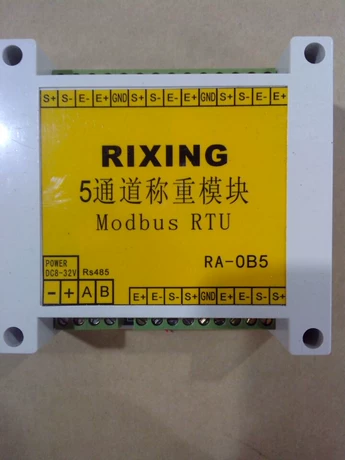 S+ S- E- E+ GND S+ S- E- E+ GND S+ S- E- E+
RIXING
5通道称重模块
Modbus RTU
POWER
DC8-32V
Rs485
RA-0B5
- + A B
E+ E- S- S+ GND E+ E- S- S+